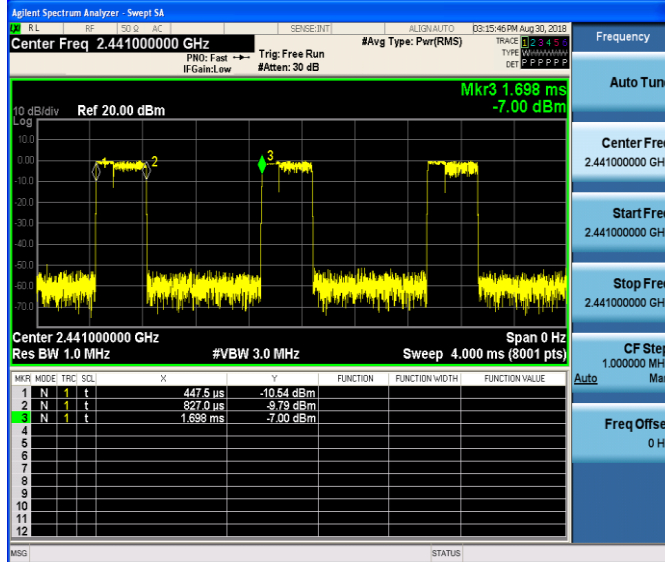 Agilent Spectrum Analyzer - Swept SA
RL RF 50 Ω AC SENSE:INT ALIGNAUTO 03:15:46PM Aug 30, 2018
Center Freq 2.441000000 GHz #Avg Type: Pwr(RMS) TRACE 1 2 3 4 5 6
PNO: Fast Trig: Free Run TYPE
IFGain:Low #Atten: 30 dB DET P P P P P P
Mkr3 1.698 ms
10 dB/div Ref 20.00 dBm -7.00 dBm
Log
10.0
0.00
-10.0
-20.0
-30.0
-40.0
-50.0
-60.0
-70.0
2
3
Center 2.441000000 GHz Span 0 Hz
Res BW 1.0 MHz #VBW 3.0 MHz Sweep 4.000 ms (8001 pts)
MKR MODE TRC SCL X Y FUNCTION FUNCTION WIDTH FUNCTION VALUE
1 N 1 t 447.5 µs -10.54 dBm
2 N 1 t 827.0 µs -9.79 dBm
3 N 1 t 1.698 ms -7.00 dBm
4
5
6
7
8
9
10
11
12
MSG STATUS
Frequency
Auto Tun
Center Fre
2.441000000 GH
Start Fre
2.441000000 GH
Stop Fre
2.441000000 GH
CF Step
1.000000 MH
Auto Ma
Freq Offse
0 H